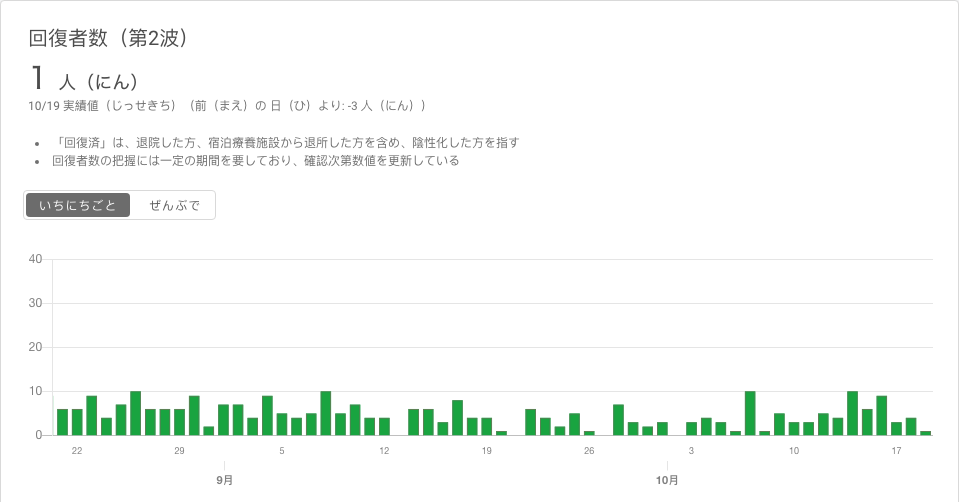 回復者数（第2波）
1 人（にん）
10/19 実績値（じっせきち）（前（まえ）の 日（ひ）より: -3 人（にん））
• 「回復済」は、退院した方、宿泊療養施設から退所した方を含め、陰性化した方を指す
• 回復者数の把握には一定の期間を要しており、確認次第数値を更新している
いちにちごと ぜんぶで
40
30
20
10
0
22 29 5 12 19 26 3 10 17
9月 10月